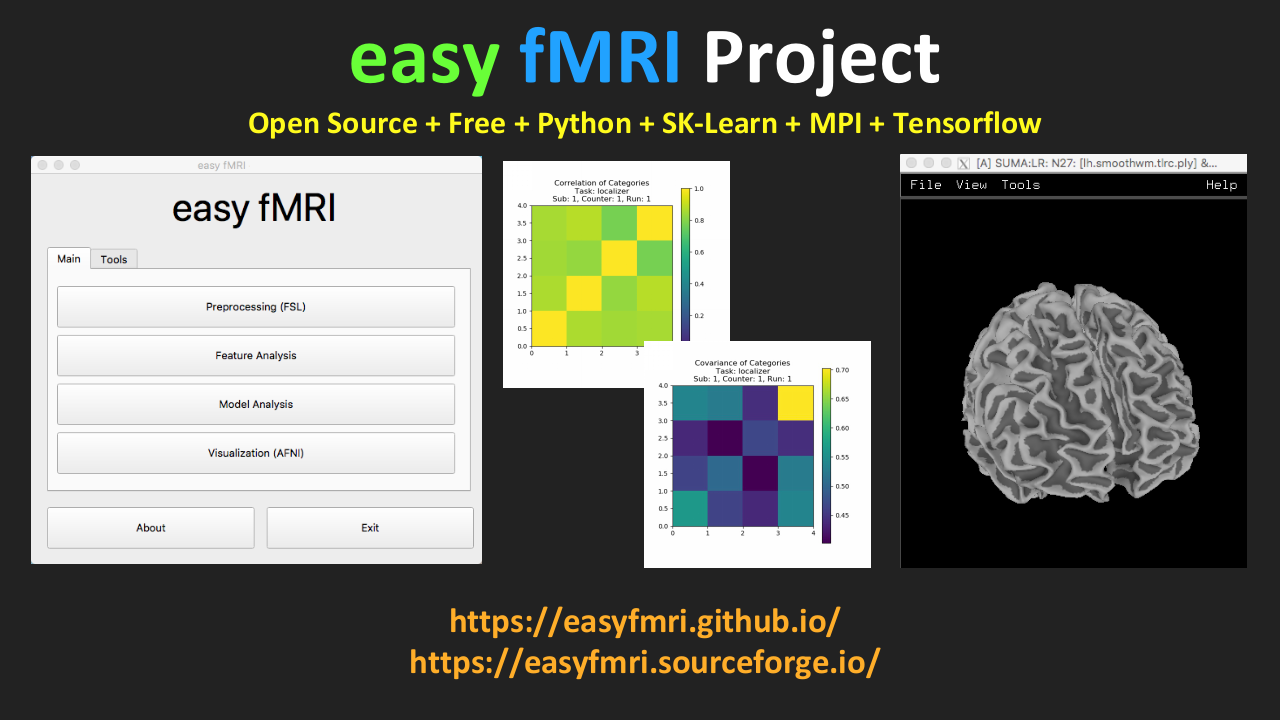 easy fMRI Project
Open Source + Free + Python + SK-Learn + MPI + Tensorflow
easy fMRI
easy fMRI
Main
Tools
Preprocessing (FSL)
Feature Analysis
Model Analysis
Visualization (AFNI)
About
Exit
Correlation of Categories
Task: localizer
Sub: 1, Counter: 1, Run: 1
4.0
3.5
3.0
2.5
2.0
1.5
1.0
0.5
0.0
0
1
2
3
1.0
0.8
0.6
0.4
0.2
Covariance of Categories
Task: localizer
Sub: 1, Counter: 1, Run: 1
4.0
3.5
3.0
2.5
2.0
1.5
1.0
0.5
0.0
0
1
2
3
4
0.70
0.65
0.60
0.55
0.50
0.45
X [A] SUMA:LR: N27: [lh.smoothwm.tlrc.ply] &...
File View Tools Help
https://easyfmri.github.io/
https://easyfmri.sourceforge.io/